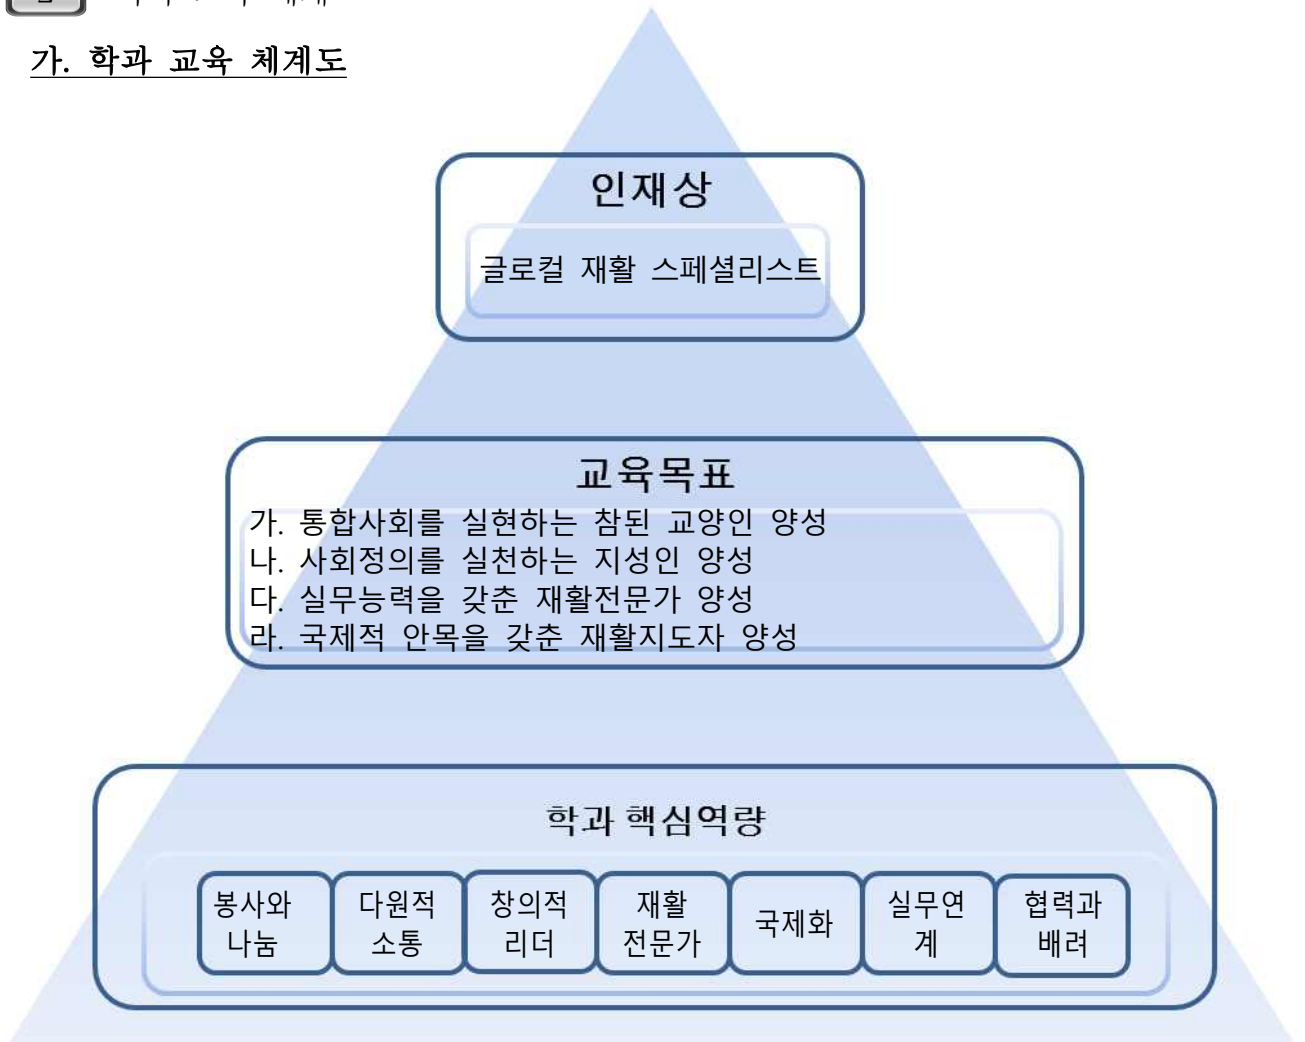 가. 학과 교육 체계도
인재상
글로컬 재활 스페셜리스트
교육목표
가. 통합사회를 실현하는 참된 교양인 양성
나. 사회정의를 실천하는 지성인 양성
다. 실무능력을 갖춘 재활전문가 양성
라. 국제적 안목을 갖춘 재활지도자 양성
학과 핵심역량
봉사와
나눔
다원적
소통
창의적
리더
재활
전문가
국제화
실무연
계
협력과
배려